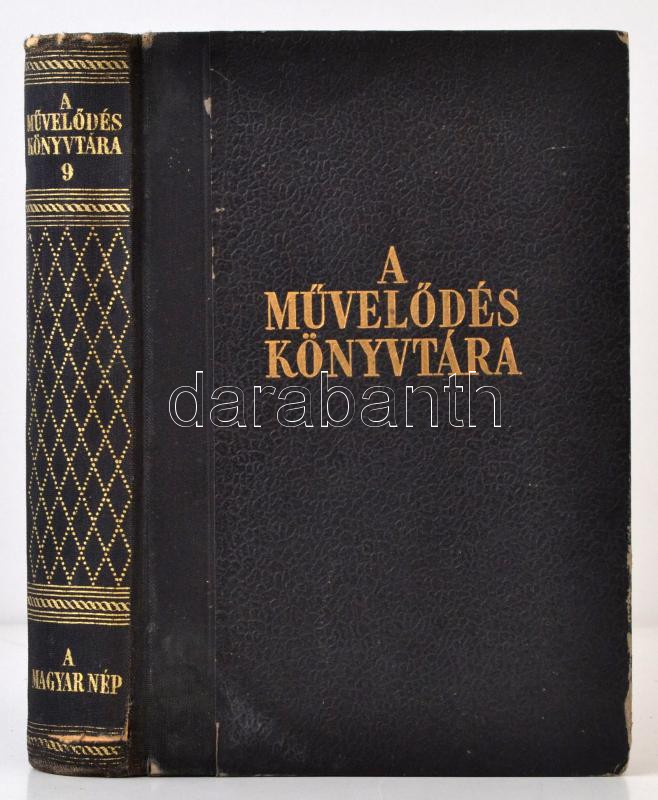 A
MŰVELŐDÉS
KÖNYVTÁRA
9
A
MAGYAR NÉP
A
MŰVELŐDÉS
KÖNYVTÁRA
darabanth